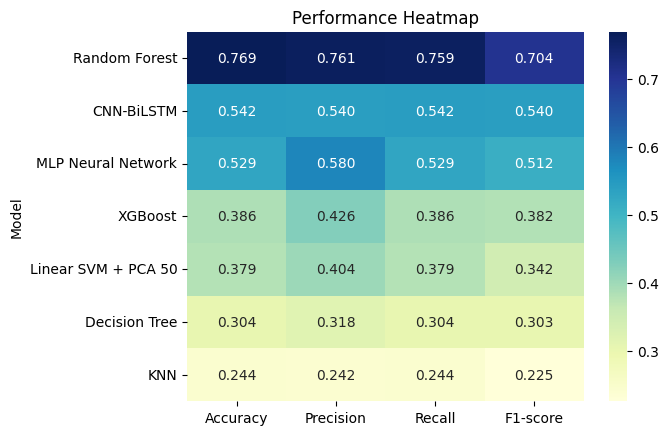 Performance Heatmap
Model
Random Forest 0.769 0.761 0.759 0.704
CNN-BiLSTM 0.542 0.540 0.542 0.540
MLP Neural Network 0.529 0.580 0.529 0.512
XGBoost 0.386 0.426 0.386 0.382
Linear SVM + PCA 50 0.379 0.404 0.379 0.342
Decision Tree 0.304 0.318 0.304 0.303
KNN 0.244 0.242 0.244 0.225
Accuracy Precision Recall F1-score
0.7
0.6
0.5
0.4
0.3